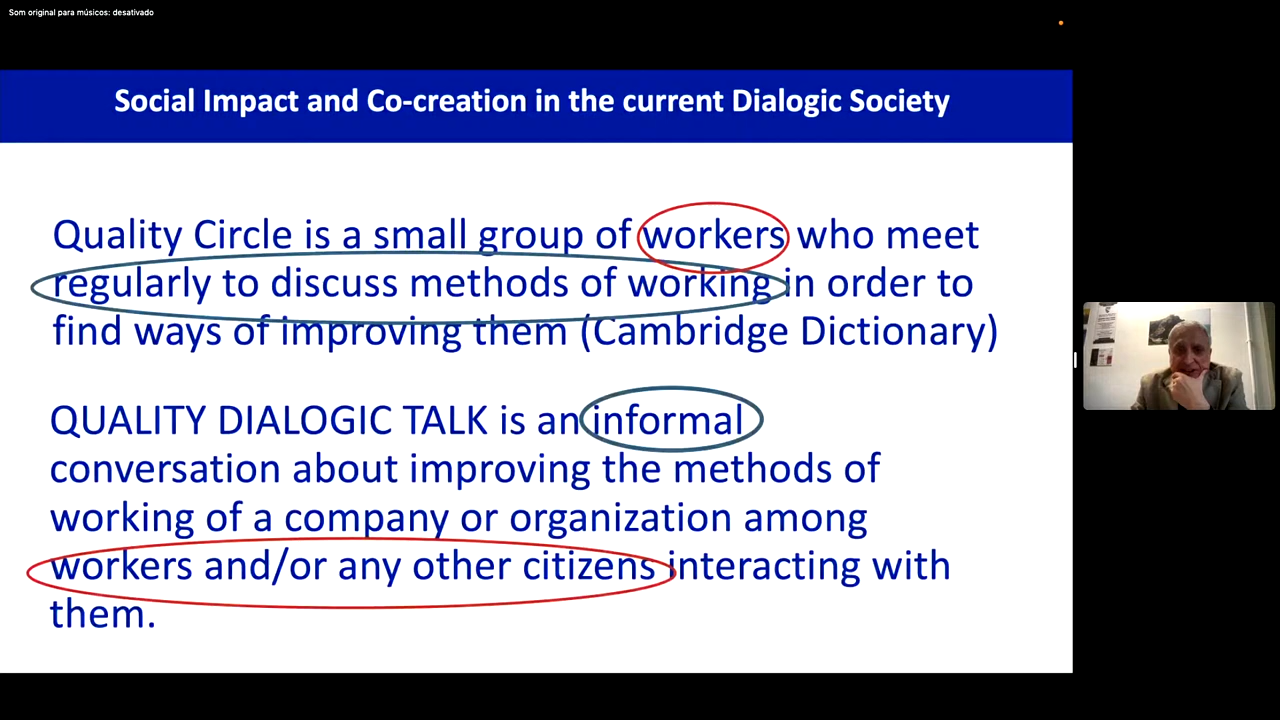 Som original para músicos: desativado
Social Impact and Co-creation in the current Dialogic Society
Quality Circle is a small group of workers who meet
regularly to discuss methods of working in order to
find ways of improving them (Cambridge Dictionary)
QUALITY DIALOGIC TALK is an informal
conversation about improving the methods of
working of a company or organization among
workers and/or any other citizens interacting with
them.